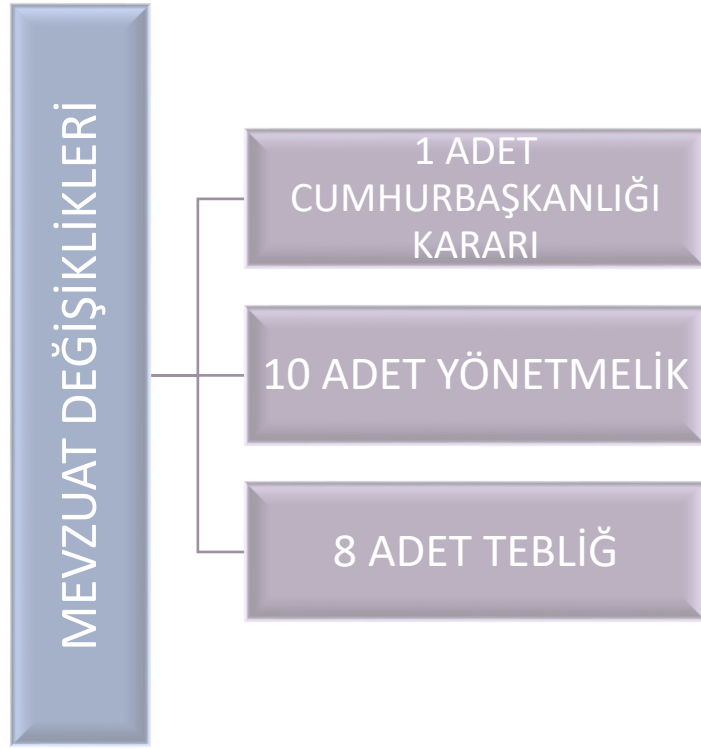 MEVZUAT DEĞİŞİKLİKLERİ
1 ADET
CUMHURBAŞKANLIĞI
KARARI
10 ADET YÖNETMELİK
8 ADET TEBLİĞ